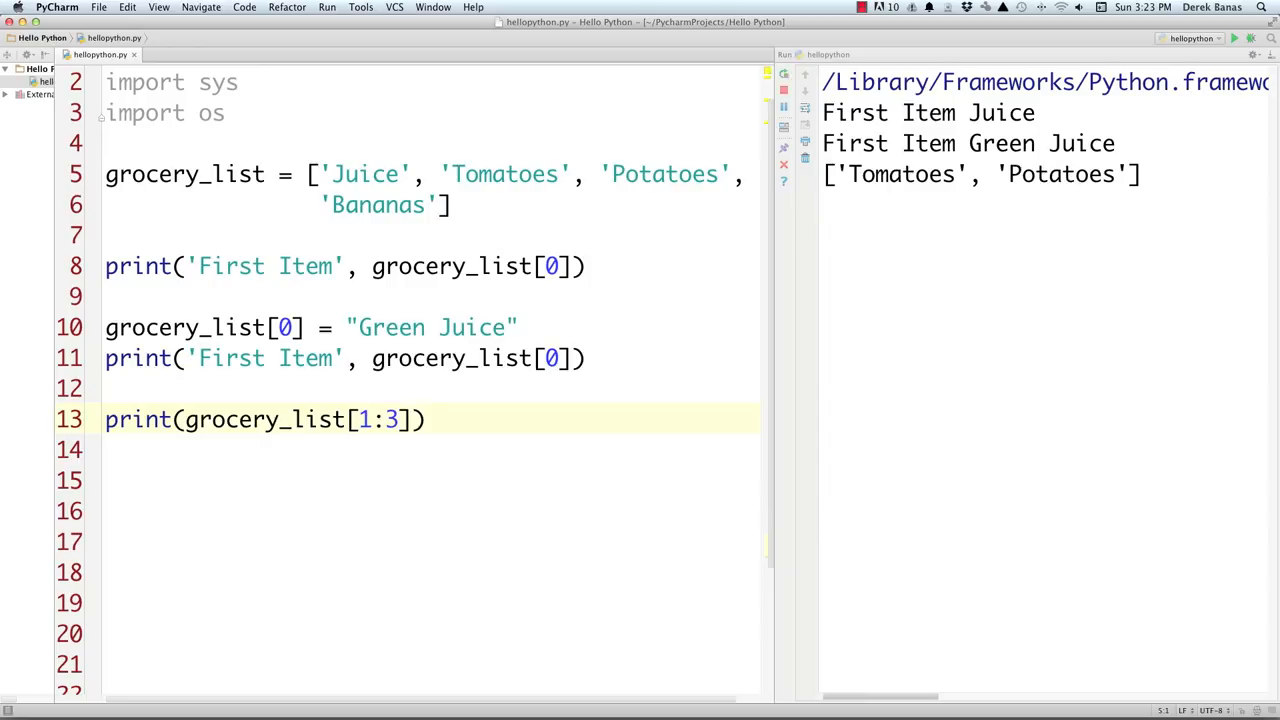 PyCharm File Edit View Navigate Code Refactor Run Tools VCS Window Help 10 Sun 3:23 PM Derek Banas
hellopython.py – Hello Python – [~/PycharmProjects/Hello Python]
Hello Python hellopython.py hellopython
hellopython.py Run hellopython
Hello P
hello
Externa
2 import sys
3 import os
4
5 grocery_list = ['Juice', 'Tomatoes', 'Potatoes',
6 'Bananas']
7
8 print('First Item', grocery_list[0])
9
10 grocery_list[0] = "Green Juice"
11 print('First Item', grocery_list[0])
12
13 print(grocery_list[1:3])
14
15
16
17
18
19
20
21
22
/Library/Frameworks/Python.framewo
First Item Juice
First Item Green Juice
['Tomatoes', 'Potatoes']
5:1 LF UTF-8